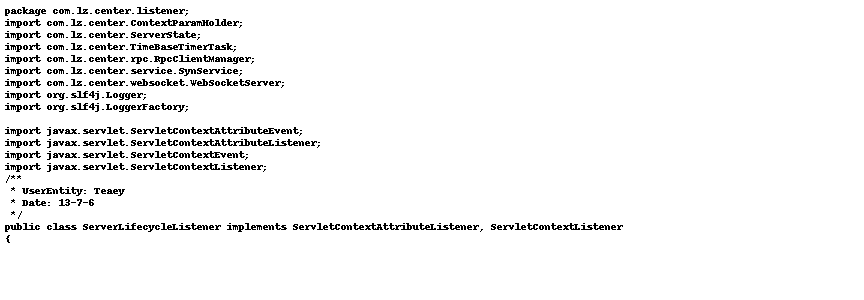 package com.lz.center.listener;
import com.lz.center.ContextParamHolder;
import com.lz.center.ServerState;
import com.lz.center.TimeBaseTimerTask;
import com.lz.center.rpc.RpcClientManager;
import com.lz.center.service.SynService;
import com.lz.center.websocket.WebSocketServer;
import org.slf4j.Logger;
import org.slf4j.LoggerFactory;

import javax.servlet.ServletContextAttributeEvent;
import javax.servlet.ServletContextAttributeListener;
import javax.servlet.ServletContextEvent;
import javax.servlet.ServletContextListener;
/**
 * UserEntity: Teaey
 * Date: 13-7-6
 */
public class ServerLifecycleListener implements ServletContextAttributeListener, ServletContextListener
{